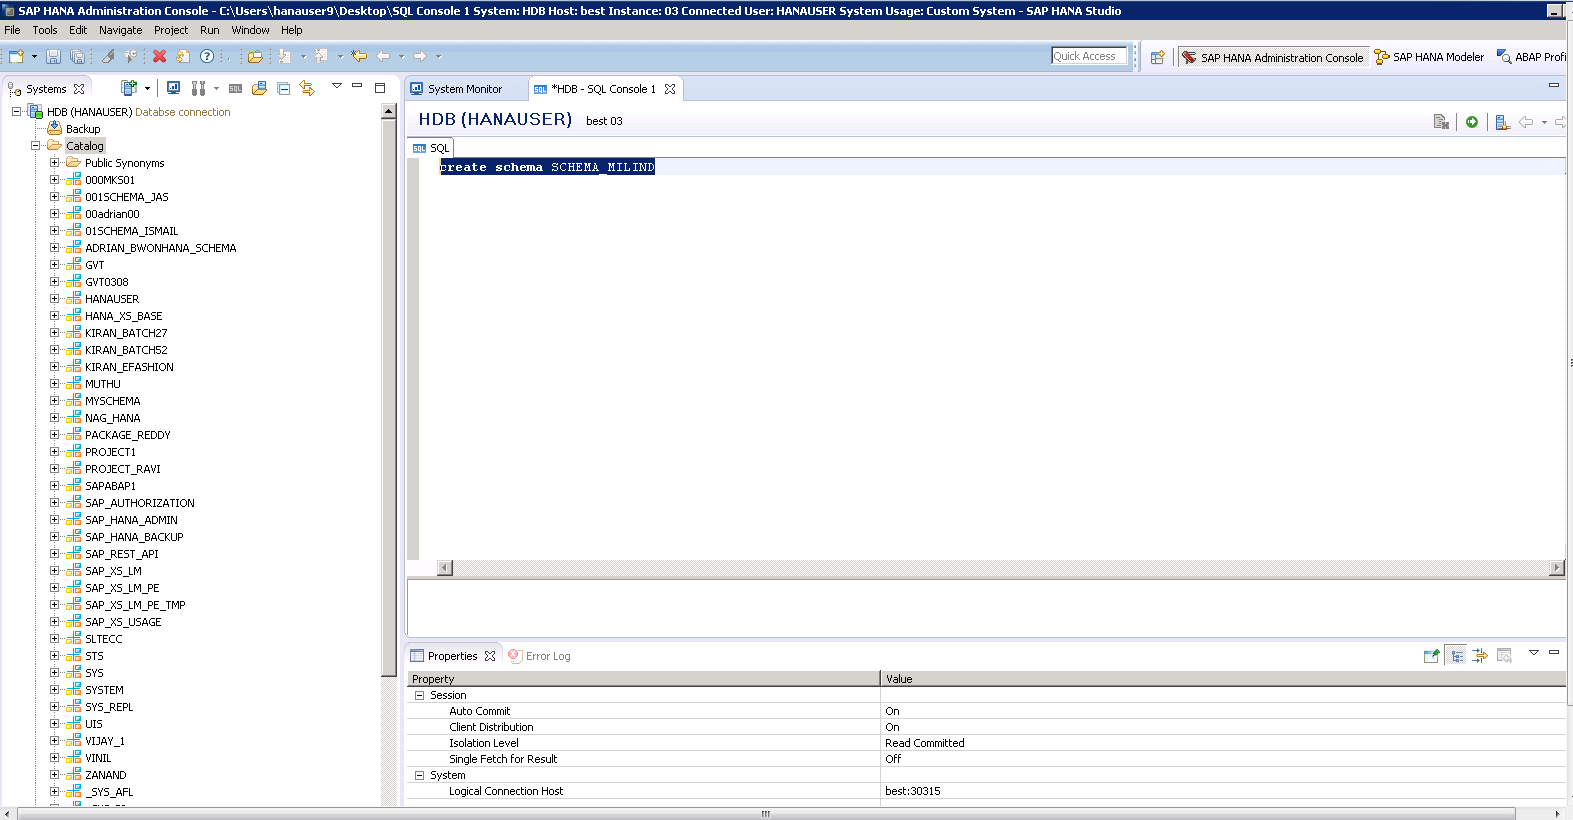 SAP HANA Administration Console - C:\Users\hanauser9\Desktop\SQL Console 1 System: HDB Host: best Instance: 03 Connected User: HANAUSER System Usage: Custom System - SAP HANA Studio
File Tools Edit Navigate Project Run Window Help
Quick Access
SAP HANA Administration Console
SAP HANA Modeler
ABAP Profi
Systems
SQL
HDB (HANAUSER) Databse connection
Backup
Catalog
Public Synonyms
000MKS01
001SCHEMA_JAS
00adrian00
01SCHEMA_ISMAIL
ADRIAN_BWONHANA_SCHEMA
GVT
GVT0308
HANAUSER
HANA_XS_BASE
KIRAN_BATCH27
KIRAN_BATCH52
KIRAN_EFASHION
MUTHU
MYSCHEMA
NAG_HANA
PACKAGE_REDDY
PROJECT1
PROJECT_RAVI
SAPABAP1
SAP_AUTHORIZATION
SAP_HANA_ADMIN
SAP_HANA_BACKUP
SAP_REST_API
SAP_XS_LM
SAP_XS_LM_PE
SAP_XS_LM_PE_TMP
SAP_XS_USAGE
SLTECC
STS
SYS
SYSTEM
SYS_REPL
UIS
VIJAY_1
VINIL
ZANAND
_SYS_AFL
System Monitor
SQL *HDB - SQL Console 1
HDB (HANAUSER) best 03
SQL SQL
create schema SCHEMA_MILIND
Properties
Error Log
Property Value
Session
Auto Commit On
Client Distribution On
Isolation Level Read Committed
Single Fetch for Result Off
System
Logical Connection Host best:30315